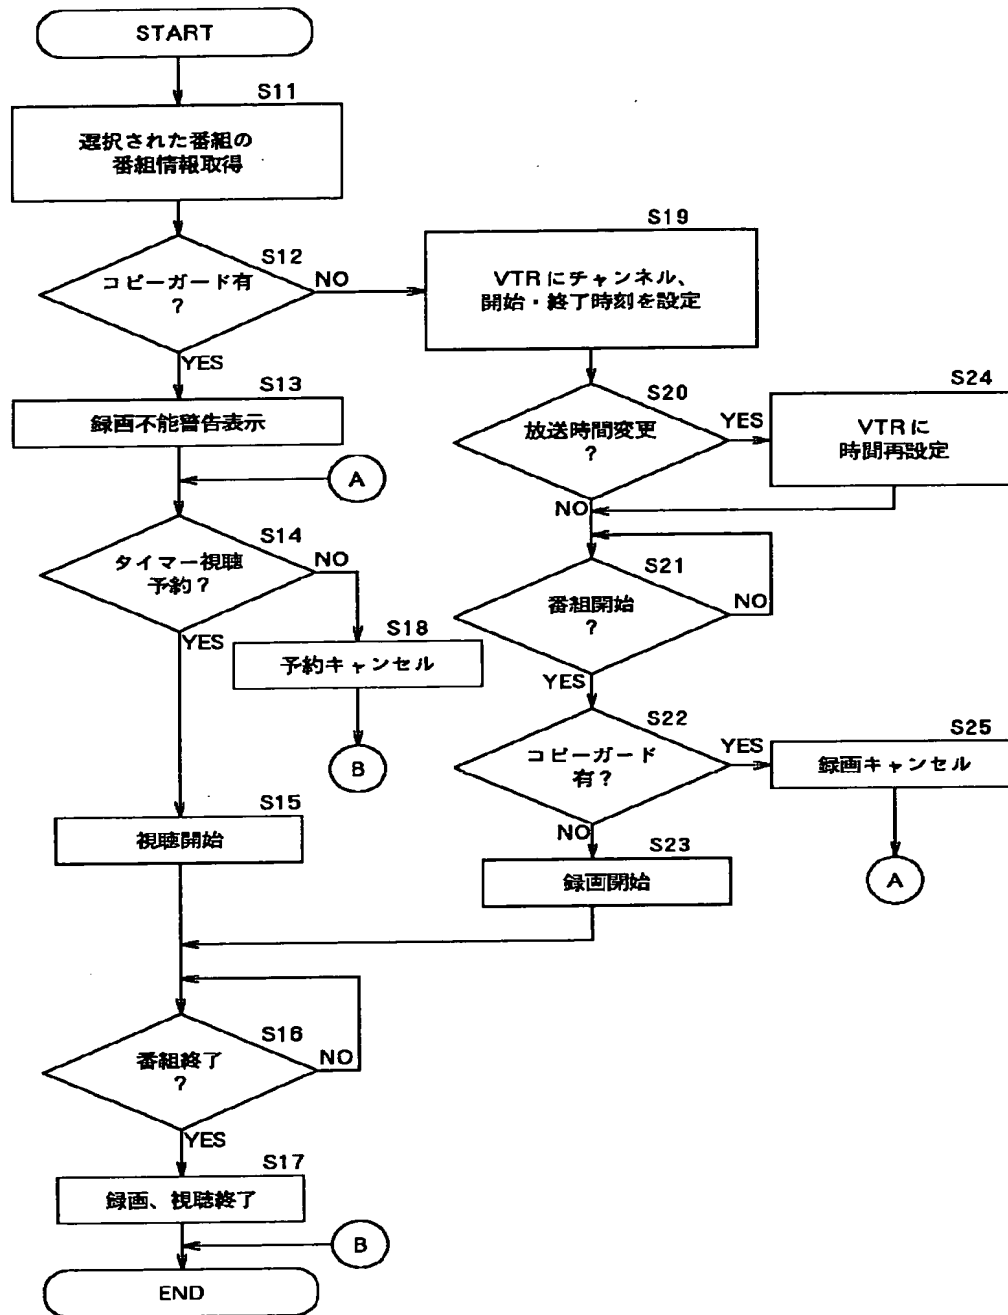 START
S11
選択された番組の
番組情報取得
S12
コピーガード有
?
NO
YES
S13
録画不能警告表示
A
S14
タイマー視聴
予約?
NO
YES
S18
予約キャンセル
B
S15
視聴開始
S16
番組終了
?
NO
YES
S17
録画、視聴終了
B
END
S19
VTRにチャンネル、
開始・終了時刻を設定
S20
放送時間変更
?
YES
NO
S24
VTRに
時間再設定
S21
番組開始
?
NO
YES
S22
コピーガード
有?
YES
NO
S25
録画キャンセル
A
S23
録画開始